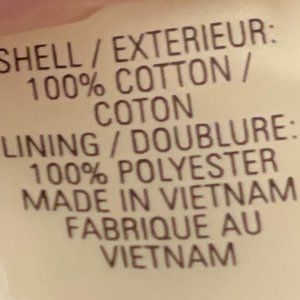 SHELL / EXTERIEUR:
100% COTTON /
COTON
LINING / DOUBLURE:
100% POLYESTER
MADE IN VIETNAM
FABRIQUE AU
VIETNAM